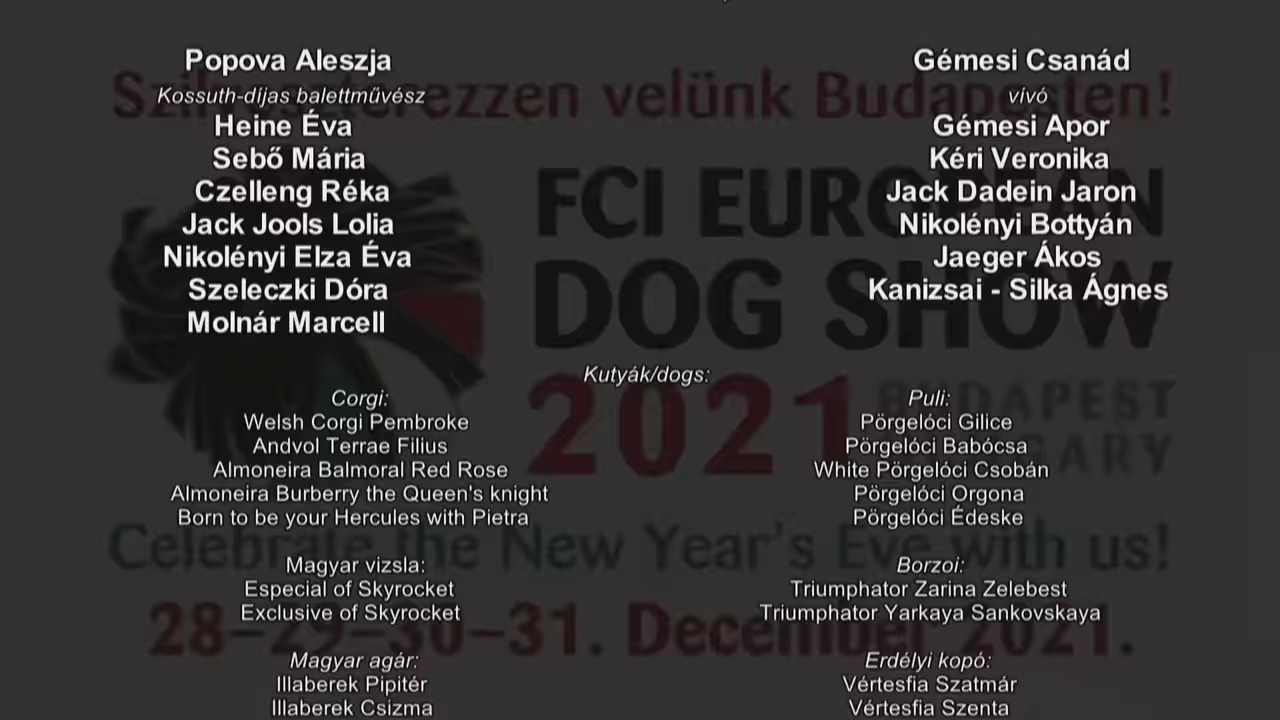 Popova Aleszja
Kossuth-díjas balettművész
Heine Éva
Sebő Mária
Czelleng Réka
Jack Jools Lolia
Nikolényi Elza Éva
Szeleczki Dóra
Molnár Marcell
Gémesi Csanád
vívó
Gémesi Apor
Kéri Veronika
Jack Dadein Jaron
Nikolényi Bottyán
Jaeger Ákos
Kanizsai - Silka Ágnes
Kutyák/dogs:
Corgi:
Welsh Corgi Pembroke
Andvol Terrae Filius
Almoneira Balmoral Red Rose
Almoneira Burberry the Queen's knight
Born to be your Hercules with Pietra
Puli:
Pörgelóci Gilice
Pörgelóci Babócsa
White Pörgelóci Csobán
Pörgelóci Orgona
Pörgelóci Édeske
Magyar vizsla:
Especial of Skyrocket
Exclusive of Skyrocket
Borzoi:
Triumphator Zarina Zelebest
Triumphator Yarkaya Sankovskaya
Magyar agár:
Illaberek Pipitér
Illaberek Csizma
Erdélyi kopó:
Vértesfia Szatmár
Vértesfia Szenta
velünk Budapesten!
FCI EUROPEAN
DOG SHOW
2021 BUDAPEST
Celebrate the New Year's Eve with us!
28–29–30–31. December 2021.